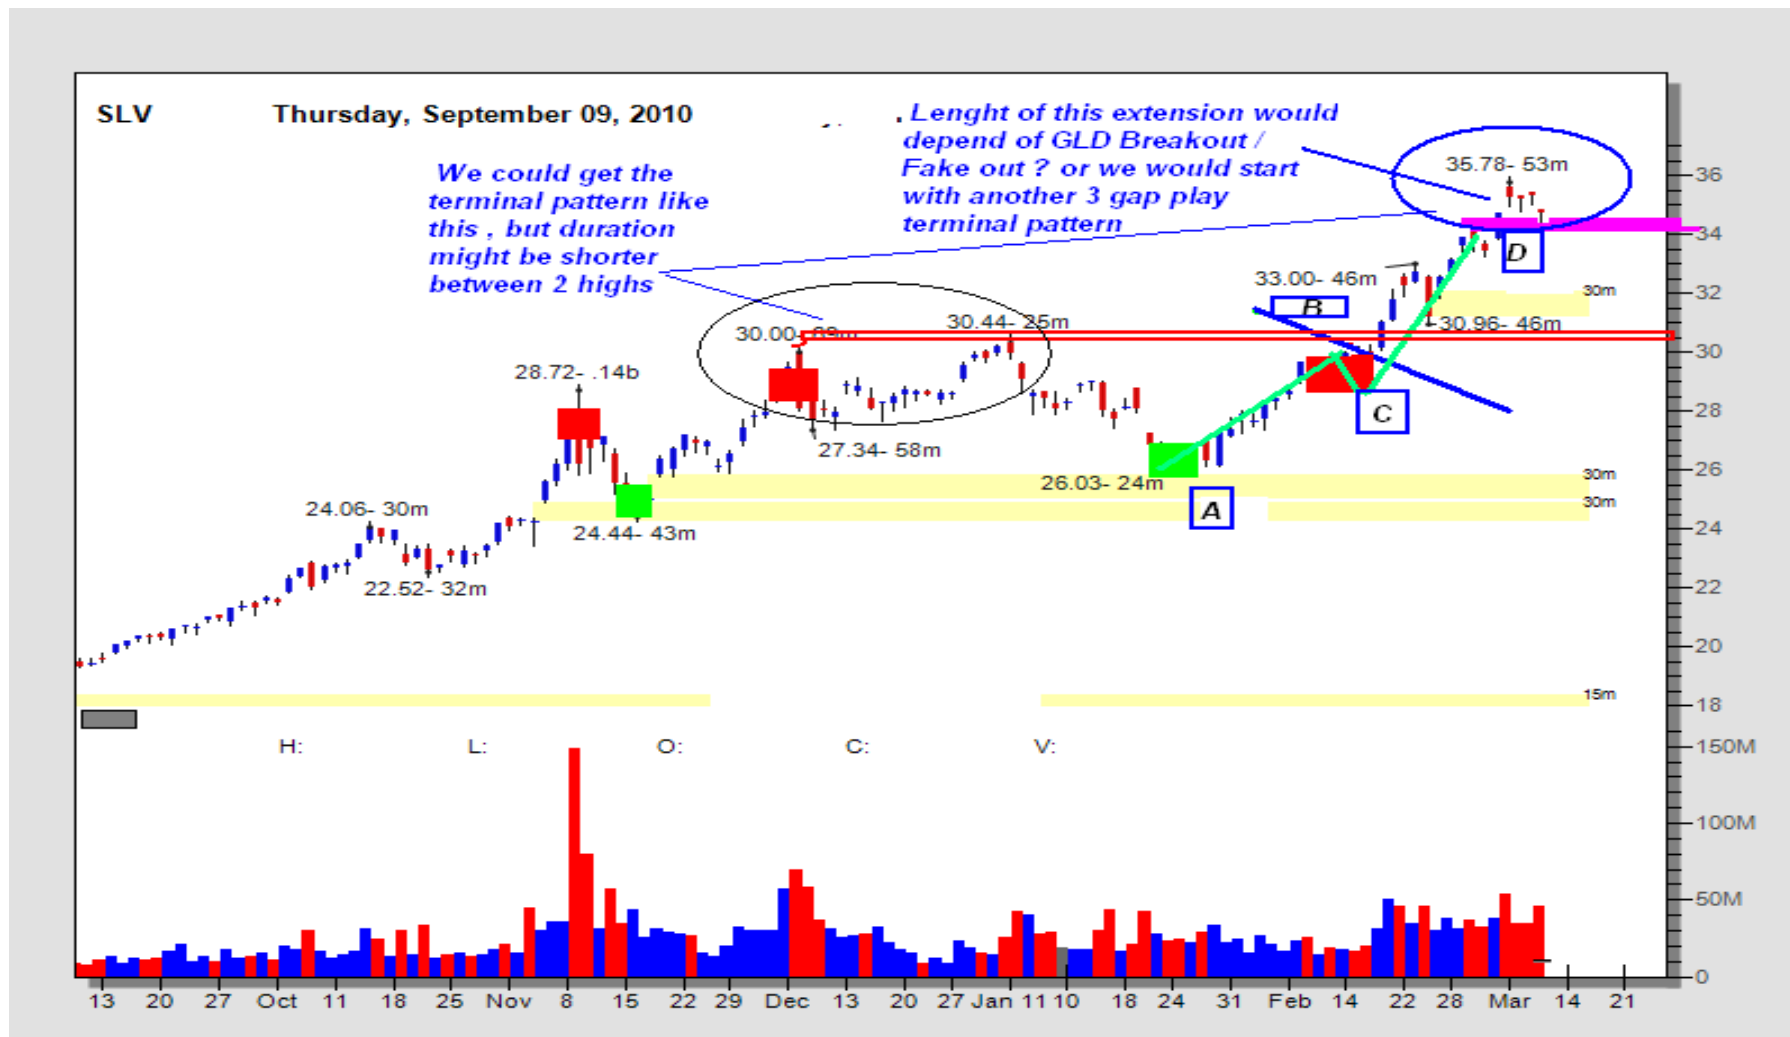 SLV
Thursday, September 09, 2010
Lenght of this extension would
depend of GLD Breakout /
Fake out ? or we would start
with another 3 gap play
terminal pattern
We could get the
terminal pattern like
this , but duration
might be shorter
between 2 highs
35.78- 53m
33.00- 46m
30.96- 46m
30.44- 25m
30.00-
28.72- .14b
27.34- 58m
26.03- 24m
24.06- 30m
24.44- 43m
22.52- 32m
A
B
C
D
30m
30m
30m
15m
36
34
32
30
28
26
24
22
20
18
H: L: O: C: V:
150M
100M
50M
0
13 20 27 Oct 11 18 25 Nov 8 15 22 29 Dec 13 20 27 Jan 11 10 18 24 31 Feb 14 22 28 Mar 14 21